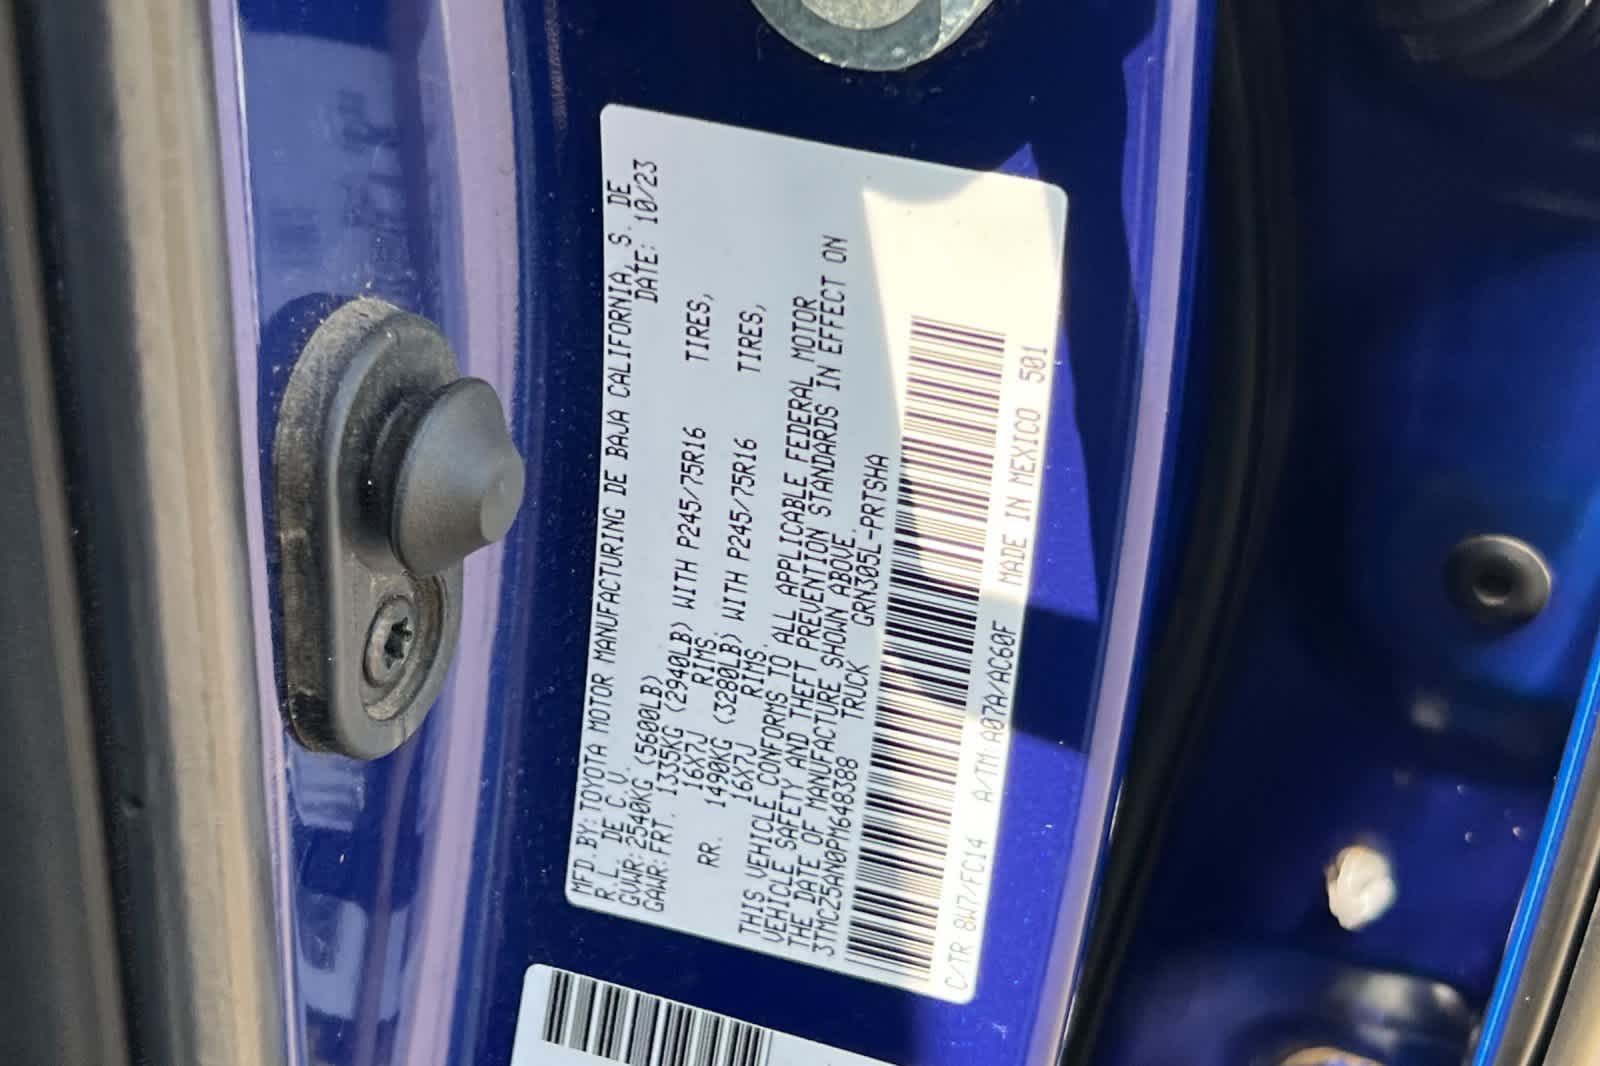 MFD.BY:TOYOTA MOTOR MANUFACTURING DE BAJA CALIFORNIA, S. DE
R.L. DE C.V. DATE: 10/23
GVWR:2540KG (5600LB)
GAWR:FRT. 1335KG (2940LB) WITH P245/75R16 TIRES,
16X7J RIMS.
RR. 1490KG (3280LB) WITH P245/75R16 TIRES,
16X7J RIMS.
THIS VEHICLE CONFORMS TO ALL APPLICABLE FEDERAL MOTOR
VEHICLE SAFETY AND THEFT PREVENTION STANDARDS IN EFFECT ON
THE DATE OF MANUFACTURE SHOWN ABOVE.
3TMCZ5AN0PM648388 TRUCK GRN305L-PRTSHA
C/TR 8W7/FC14 A/TM A07A/AC60F MADE IN MEXICO 501